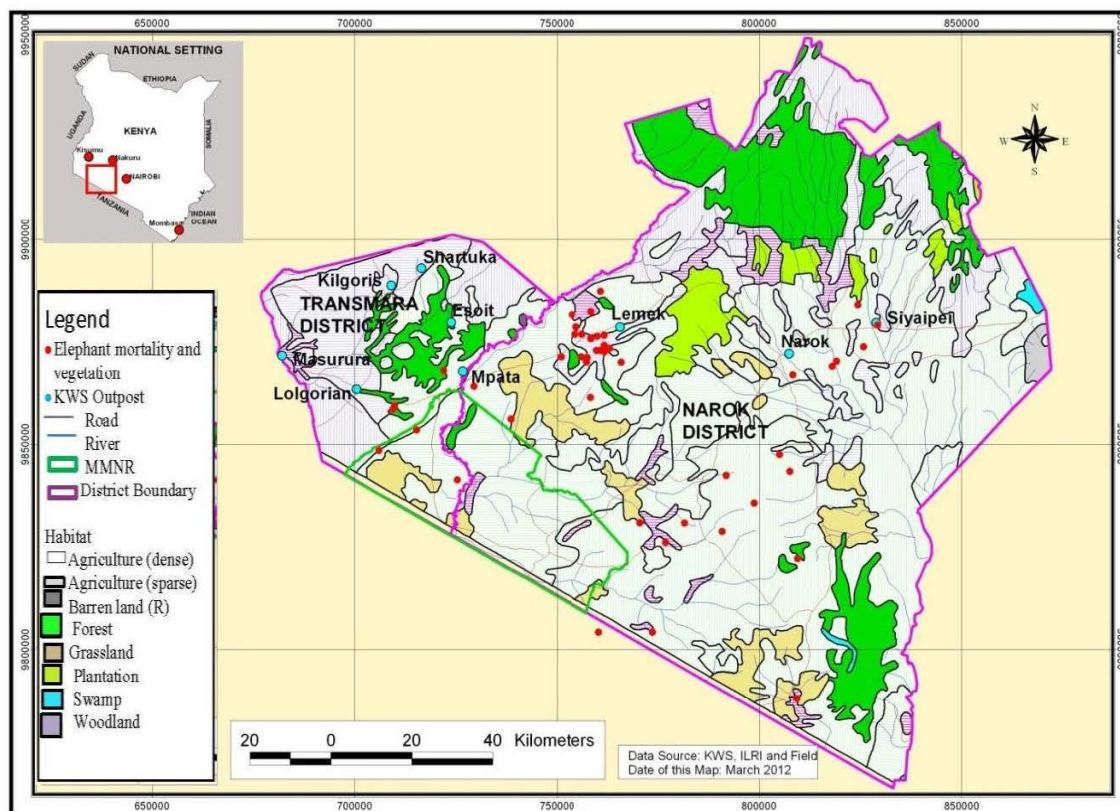 650000 700000 750000 800000 850000
9950000 9950000
NATIONAL SETTING
SUDAN
ETHIOPIA
UGANDA
SOMALIA
KENYA
Kisumu
Nakuru
NAIROBI
TANZANIA
Mombasa
INDIAN
OCEAN
N
W E
S
9900000 9900000
Shartuka
Kilgoris
TRANSMARA
DISTRICT
Esoit
Lemek
Siyaipei
Masurura
Narok
Mpata
Lolgorian
NAROK
DISTRICT
9850000 9850000
9800000 9800000
Legend
Elephant mortality and
vegetation
KWS Outpost
Road
River
MMNR
District Boundary
Habitat
Agriculture (dense)
Agriculture (sparse)
Barren land (R)
Forest
Grassland
Plantation
Swamp
Woodland
20 0 20 40 Kilometers
Data Source: KWS, ILRI and Field
Date of this Map: March 2012
650000 700000 750000 800000 850000